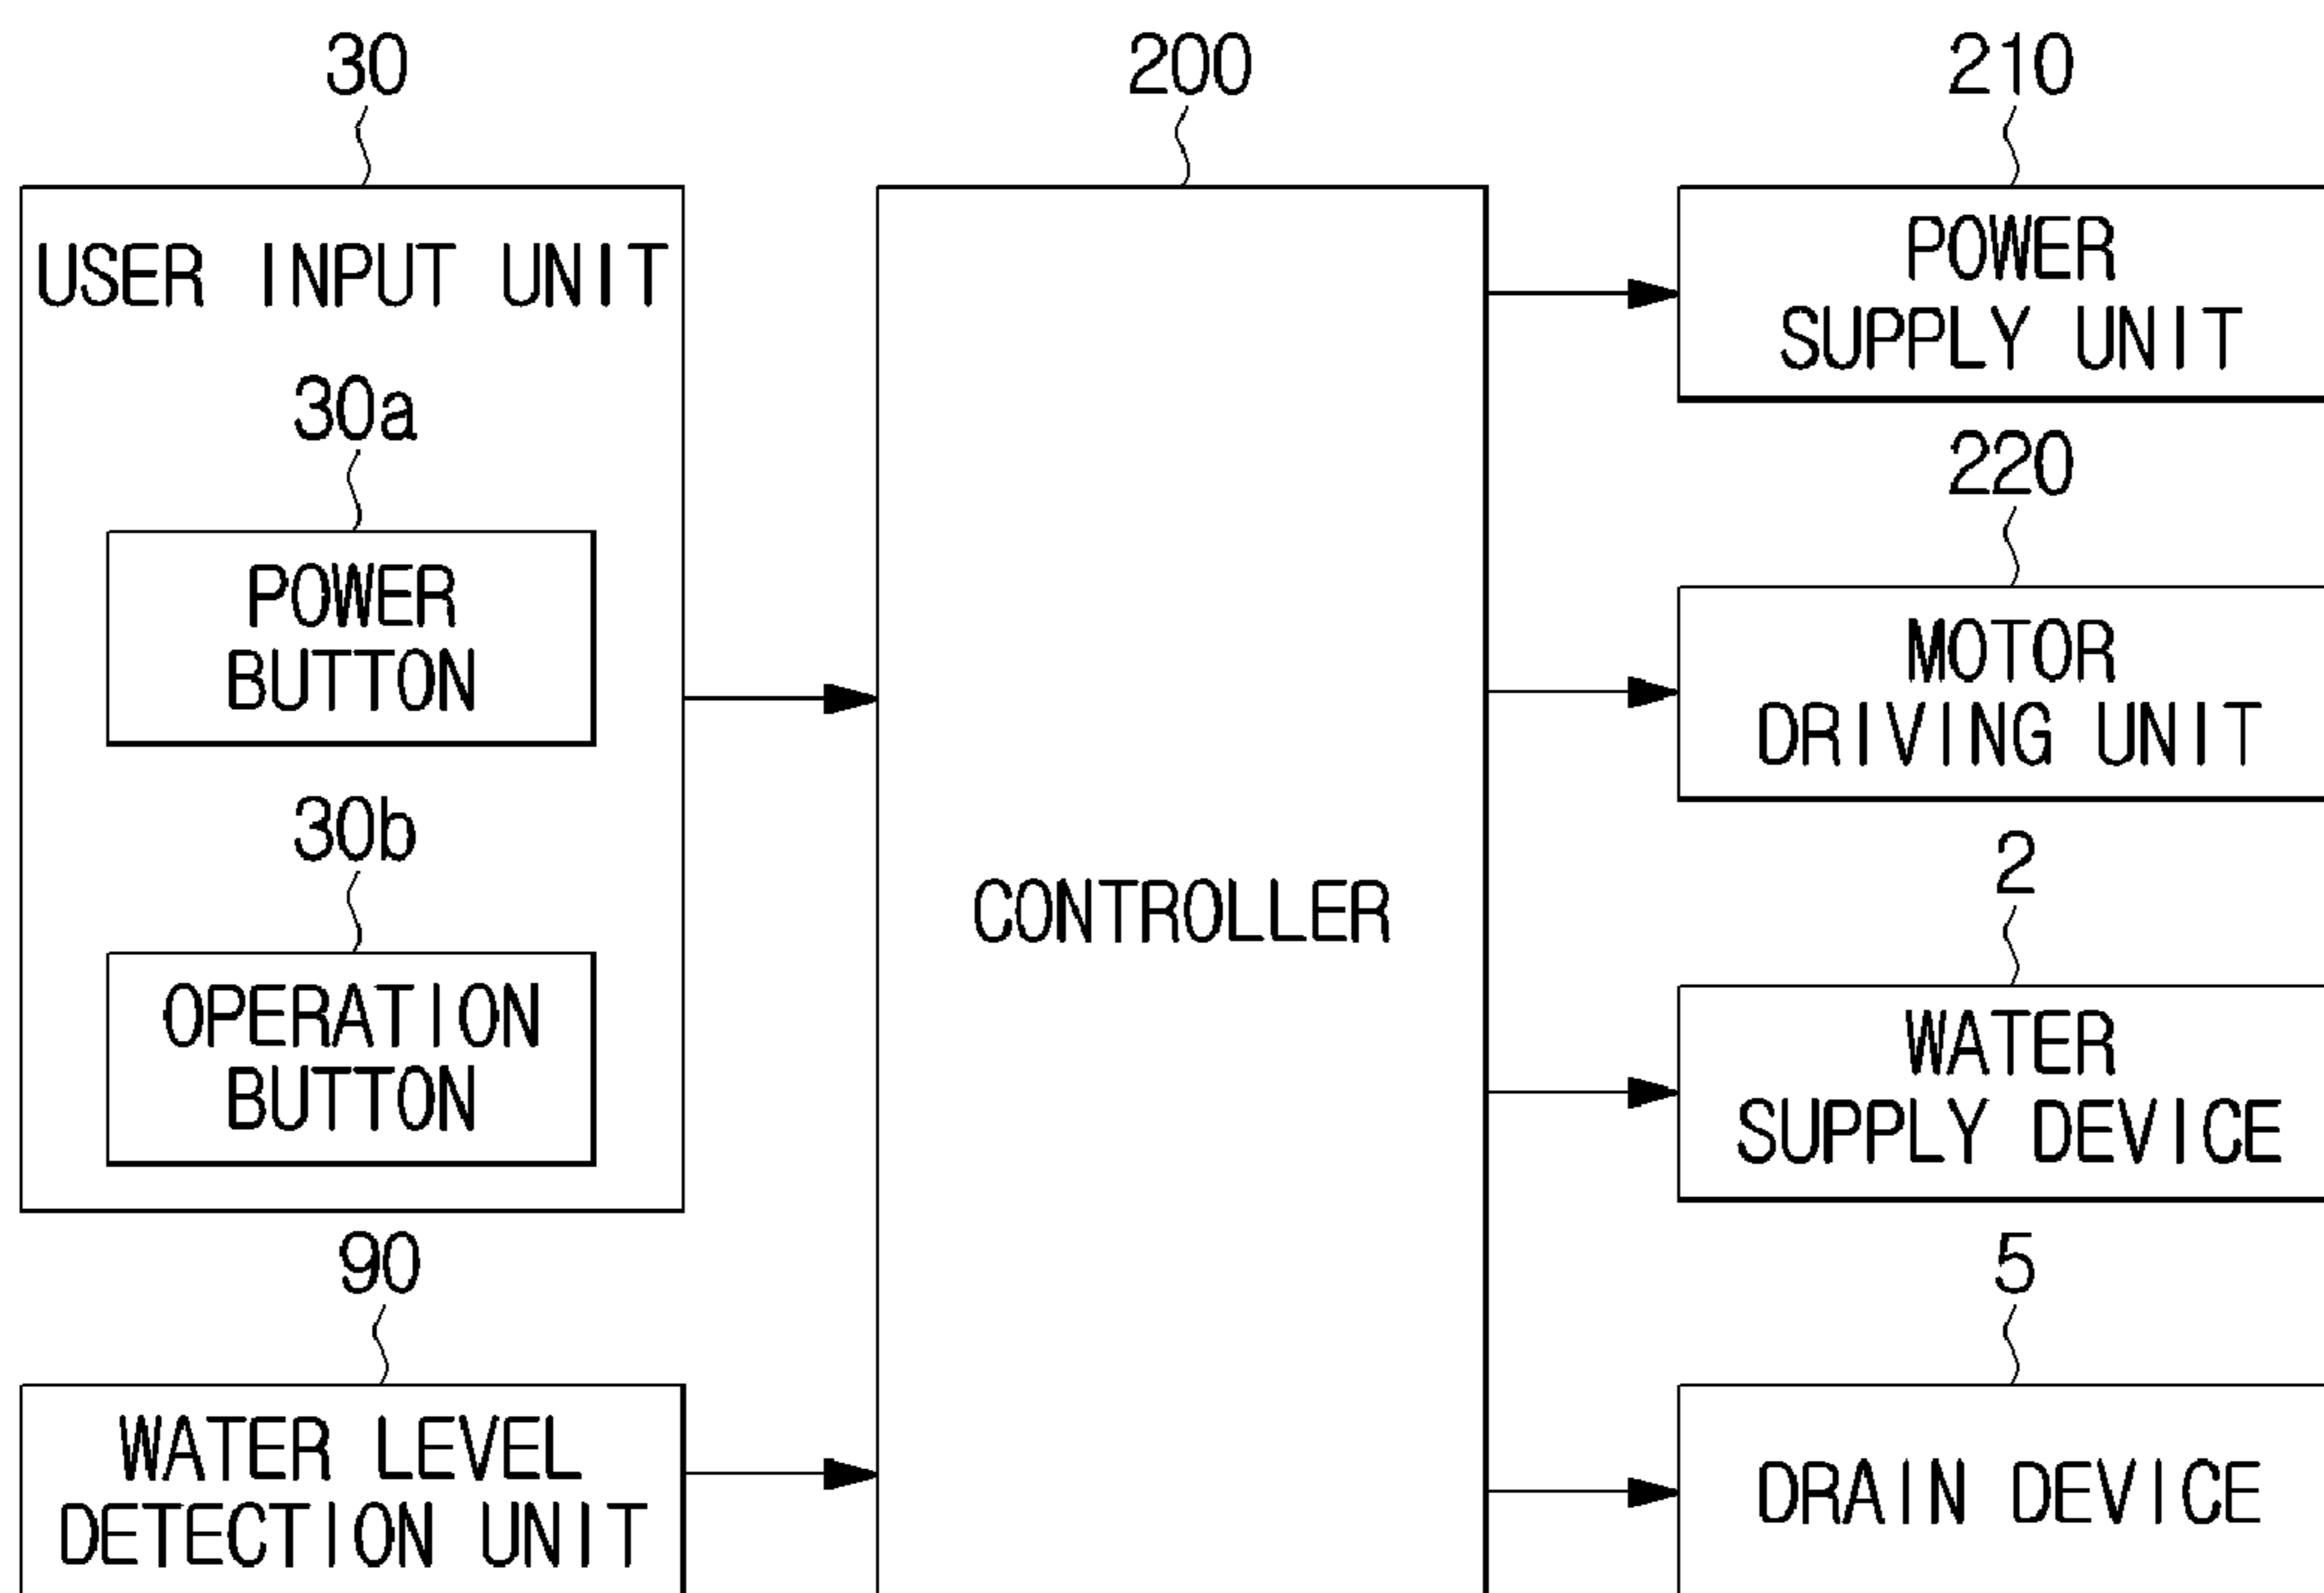 30
USER INPUT UNIT
30a
POWER
BUTTON
30b
OPERATION
BUTTON
90
WATER LEVEL
DETECTION UNIT
200
CONTROLLER
210
POWER
SUPPLY UNIT
220
MOTOR
DRIVING UNIT
2
WATER
SUPPLY DEVICE
5
DRAIN DEVICE